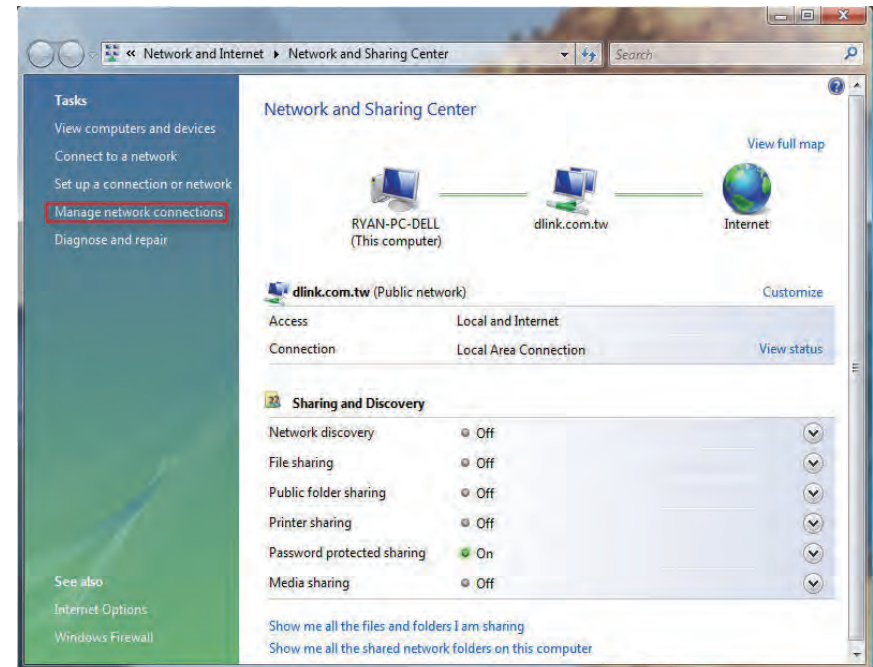 « Network and Internet ▸ Network and Sharing Center
Search
Tasks
View computers and devices
Connect to a network
Set up a connection or network
Manage network connections
Diagnose and repair
See also
Internet Options
Windows Firewall
Network and Sharing Center
View full map
RYAN-PC-DELL
(This computer)
dlink.com.tw
Internet
dlink.com.tw (Public network)
Customize
Access Local and Internet
Connection Local Area Connection View status
Sharing and Discovery
Network discovery Off
File sharing Off
Public folder sharing Off
Printer sharing Off
Password protected sharing On
Media sharing Off
Show me all the files and folders I am sharing
Show me all the shared network folders on this computer